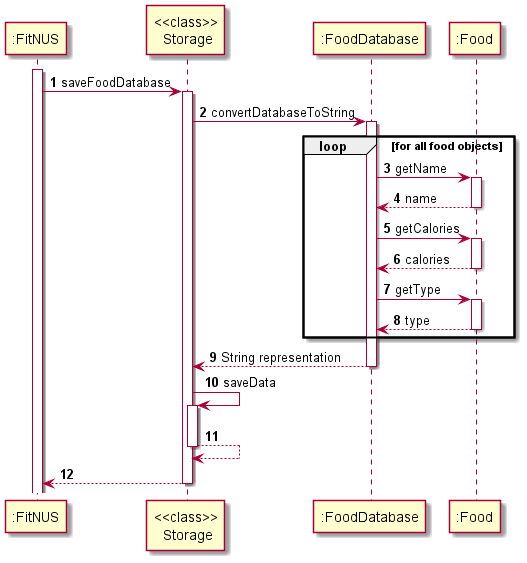 :FitNUS
<<class>>
Storage
:FoodDatabase
:Food
1 saveFoodDatabase
2 convertDatabaseToString
loop [for all food objects]
3 getName
4 name
5 getCalories
6 calories
7 getType
8 type
9 String representation
10 saveData
11
12
:FitNUS
<<class>>
Storage
:FoodDatabase
:Food